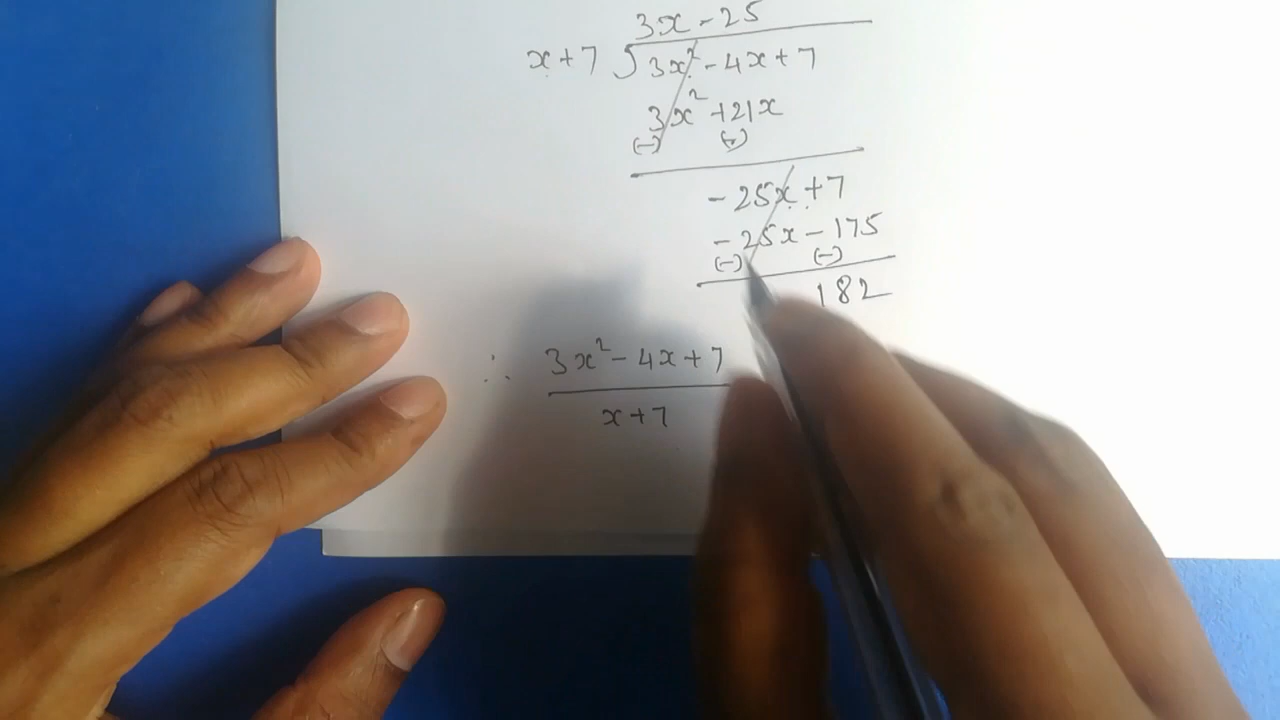 3x - 25
x+7 ) 3x² - 4x + 7
3x² + 21x
(-) (-)
- 25x + 7
- 25x - 175
(-) (-)
182
∴ 3x² - 4x + 7
x + 7